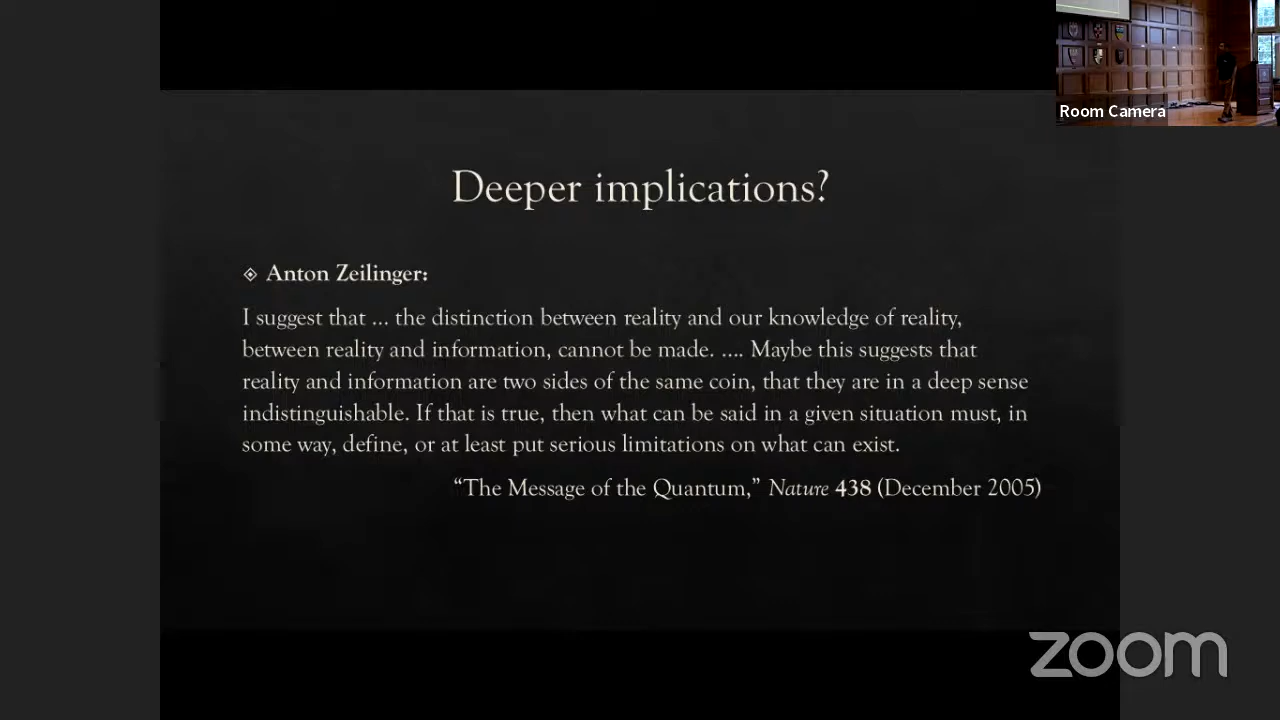 Room Camera
Deeper implications?
Anton Zeilinger:
I suggest that … the distinction between reality and our knowledge of reality,
between reality and information, cannot be made. …. Maybe this suggests that
reality and information are two sides of the same coin, that they are in a deep sense
indistinguishable. If that is true, then what can be said in a given situation must, in
some way, define, or at least put serious limitations on what can exist.
“The Message of the Quantum,” Nature 438 (December 2005)
zoom